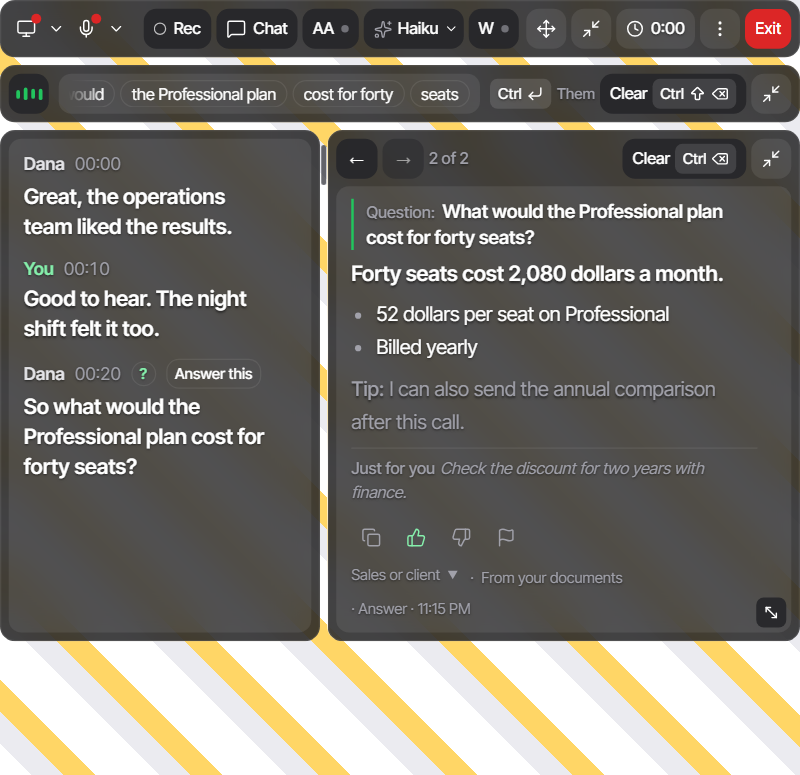 Rec
Chat
AA
Haiku
W
0:00
Exit
ould
the Professional plan
cost for forty
seats
Ctrl
Them
Clear
Ctrl
Dana 00:00
Great, the operations
team liked the results.
You 00:10
Good to hear. The night
shift felt it too.
Dana 00:20 ? Answer this
So what would the
Professional plan cost for
forty seats?
← → 2 of 2
Clear Ctrl
Question: What would the Professional plan
cost for forty seats?
Forty seats cost 2,080 dollars a month.
• 52 dollars per seat on Professional
• Billed yearly
Tip: I can also send the annual comparison
after this call.
Just for you Check the discount for two years with
finance.
Sales or client ▼ · From your documents
· Answer · 11:15 PM